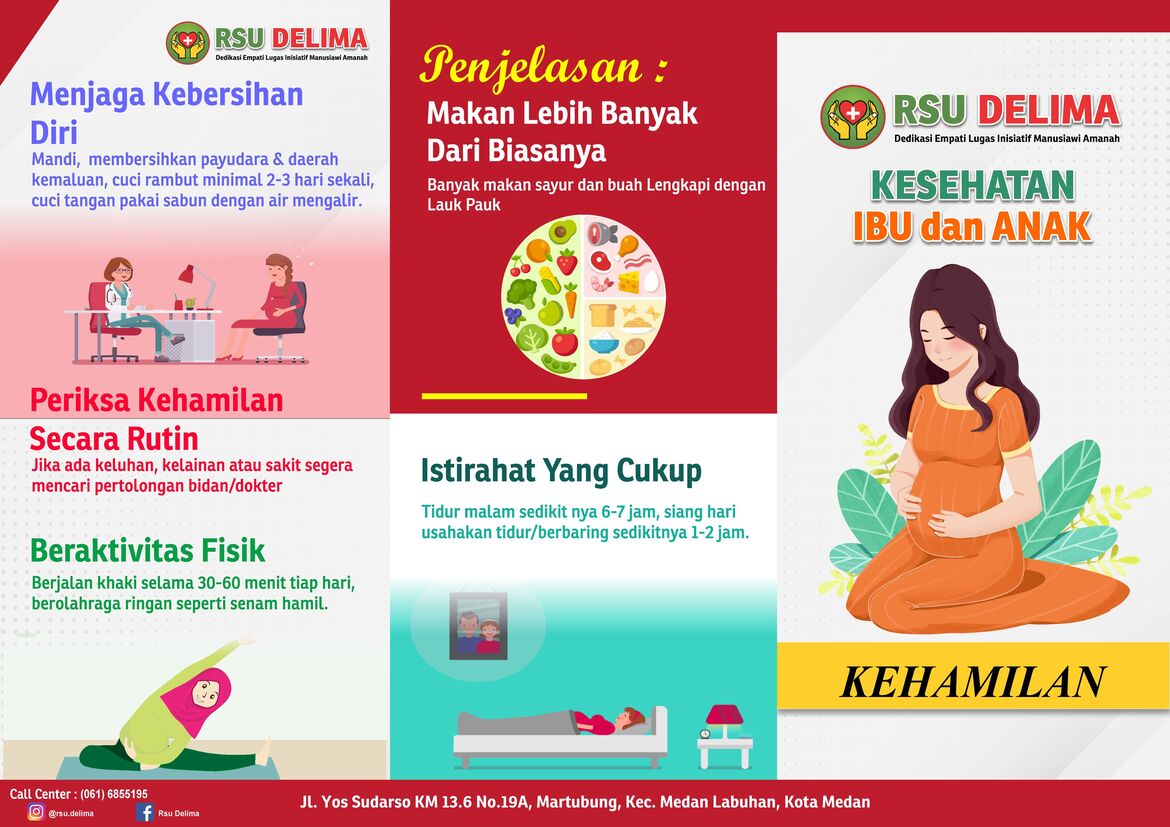 RSU DELIMA
Dedikasi Empati Lugas Inisiatif Manusiawi Amanah
Menjaga Kebersihan
Diri
Mandi, membersihkan payudara & daerah
kemaluan, cuci rambut minimal 2-3 hari sekali,
cuci tangan pakai sabun dengan air mengalir.
Periksa Kehamilan
Secara Rutin
Jika ada keluhan, kelainan atau sakit segera
mencari pertolongan bidan/dokter
Beraktivitas Fisik
Berjalan khaki selama 30-60 menit tiap hari,
berolahraga ringan seperti senam hamil.
Penjelasan :
Makan Lebih Banyak
Dari Biasanya
Banyak makan sayur dan buah Lengkapi dengan
Lauk Pauk
Istirahat Yang Cukup
Tidur malam sedikit nya 6-7 jam, siang hari
usahakan tidur/berbaring sedikitnya 1-2 jam.
RSU DELIMA
Dedikasi Empati Lugas Inisiatif Manusiawi Amanah
KESEHATAN
IBU dan ANAK
KEHAMILAN
Call Center : (061) 6855195
@rsu.delima
Rsu Delima
Jl. Yos Sudarso KM 13.6 No.19A, Martubung, Kec. Medan Labuhan, Kota Medan